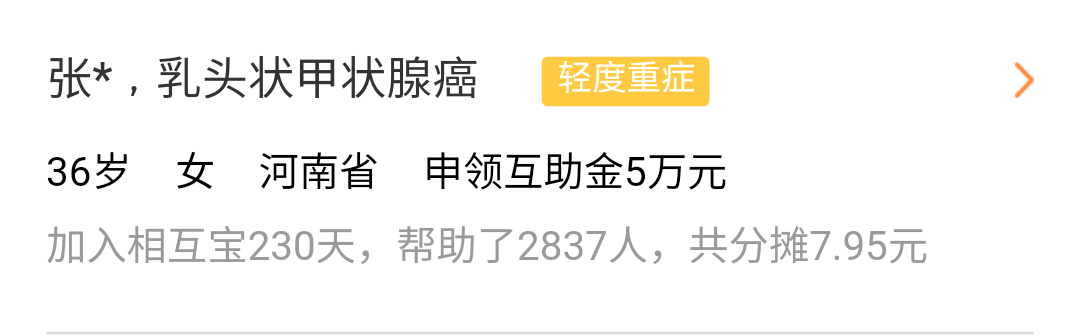 张*，乳头状甲状腺癌 轻度重症
36岁 女 河南省 申领互助金5万元
加入相互宝230天，帮助了2837人，共分摊7.95元